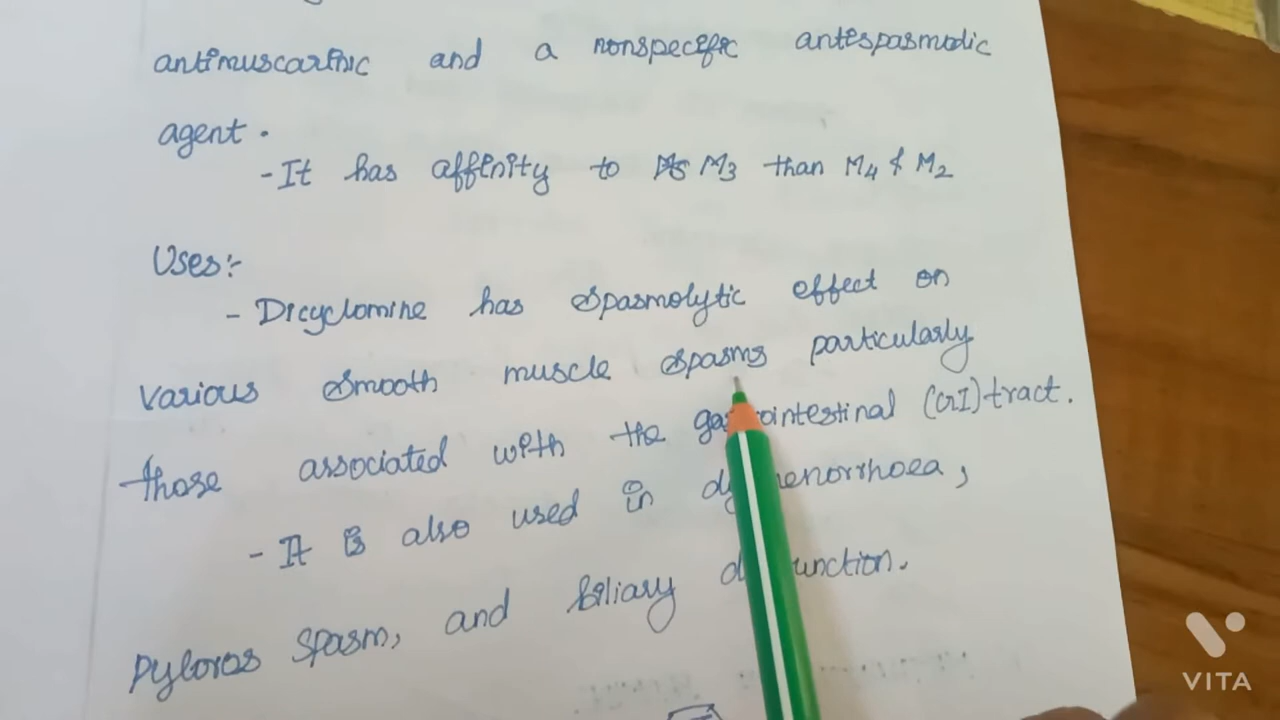 antimuscarinic and a nonspecific antispasmodic
agent.
-It has affinity to M3 than M4 & M2
Uses:-
- Dicyclomine has spasmolytic effect on
various smooth muscle spasms particularly
those associated with the gastrointestinal (GI) tract.
- It is also used in dysmenorrhoea,
pyloros spasm, and biliary
VITA